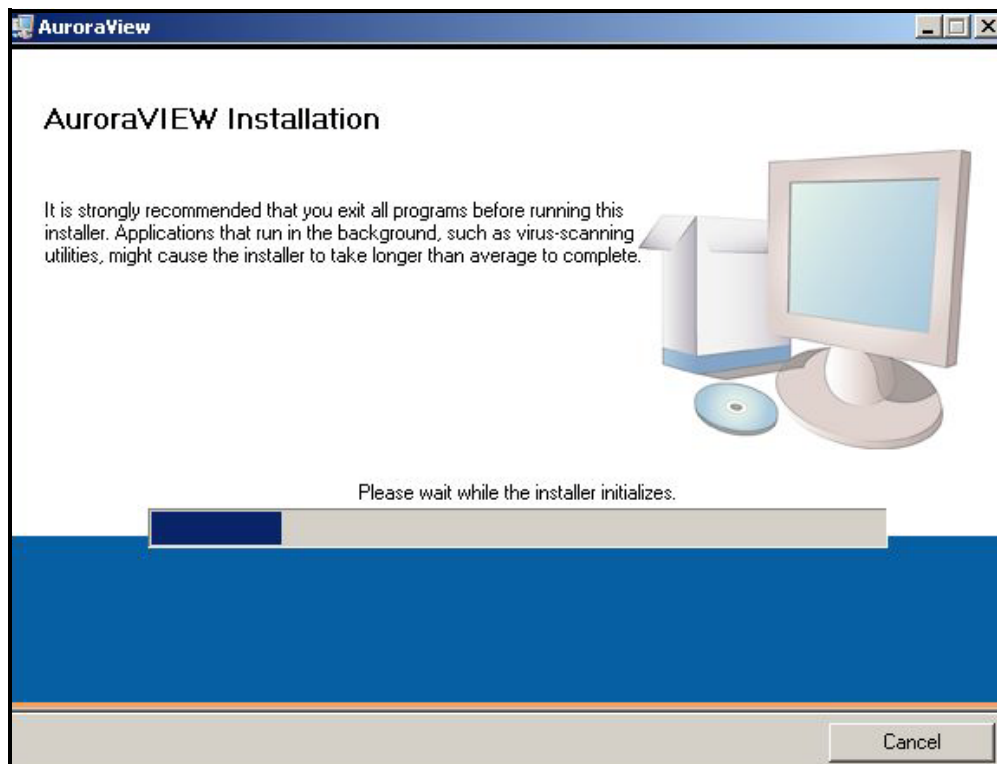 AuroraView
AuroraVIEW Installation
It is strongly recommended that you exit all programs before running this
installer. Applications that run in the background, such as virus-scanning
utilities, might cause the installer to take longer than average to complete.
Please wait while the installer initializes.
Cancel